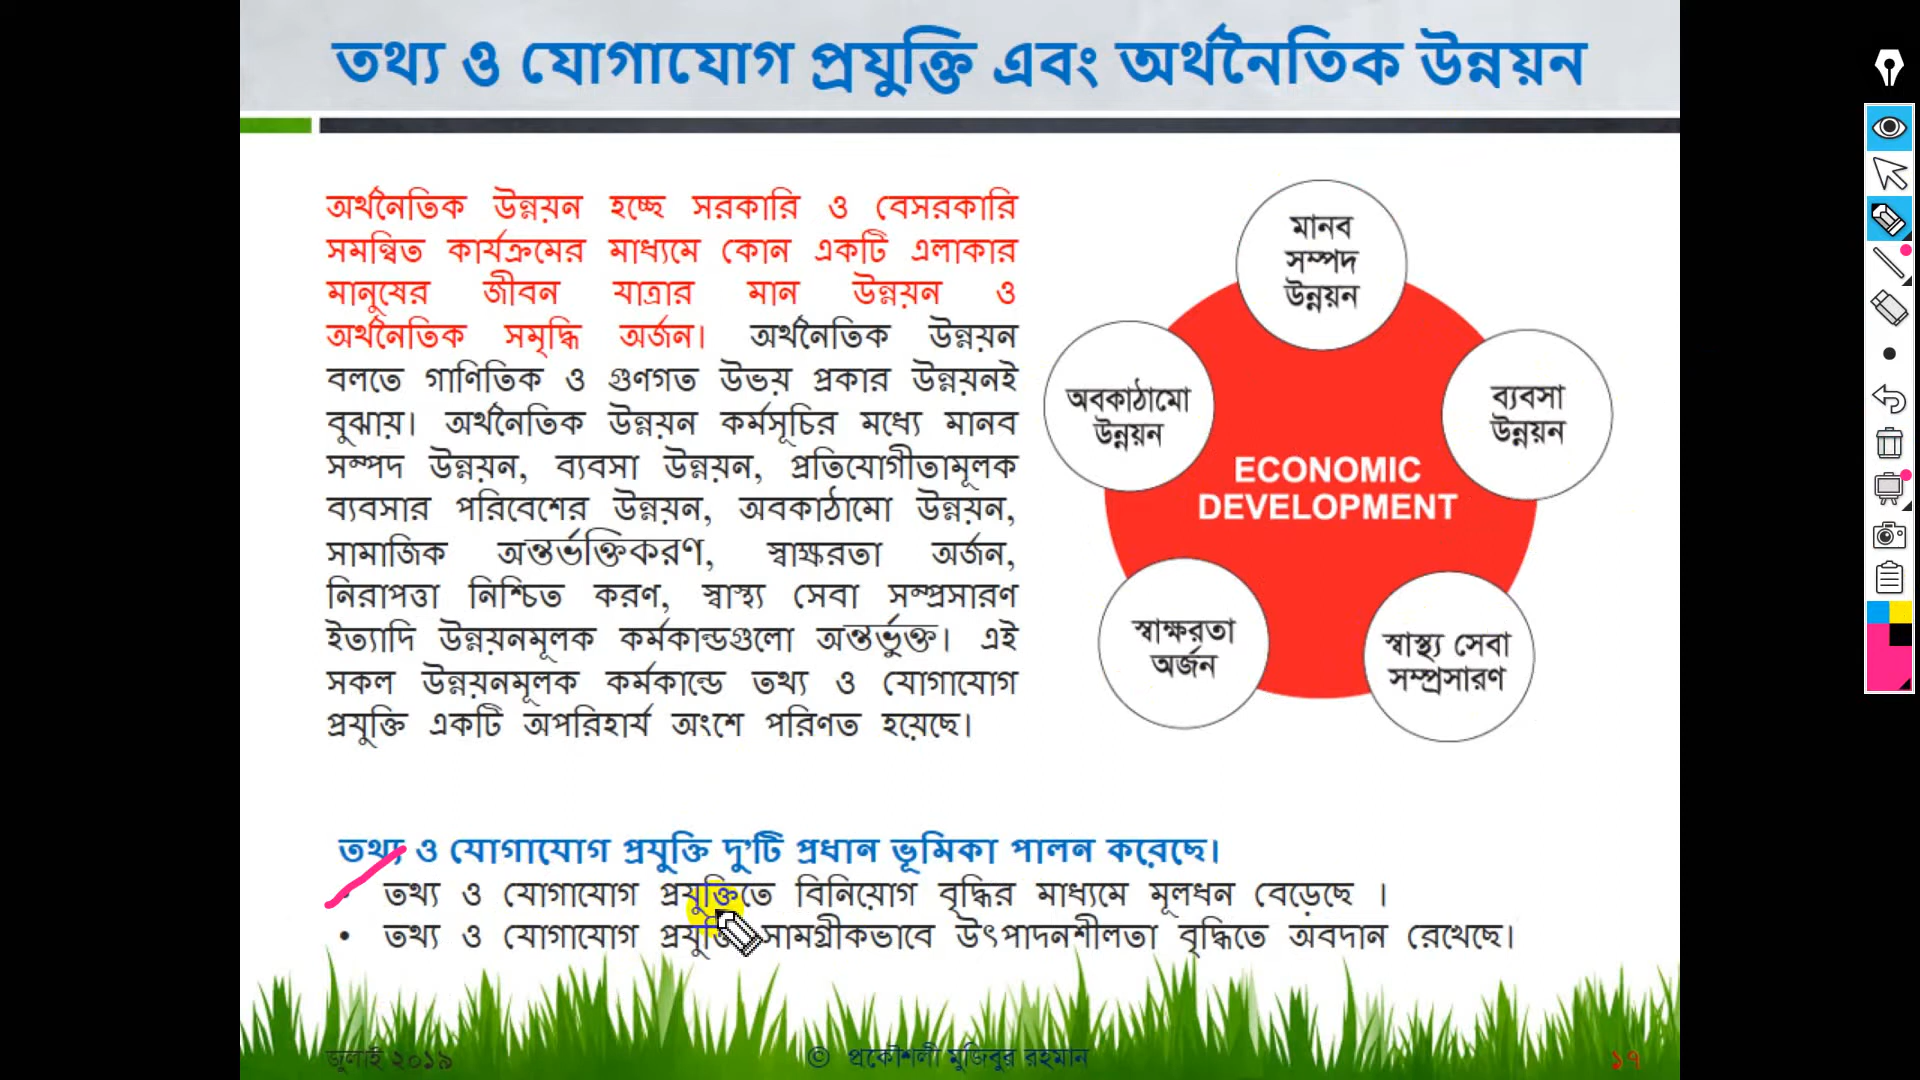 তথ্য ও যোগাযোগ প্রযুক্তি এবং অর্থনৈতিক উন্নয়ন
অর্থনৈতিক উন্নয়ন হচ্ছে সরকারি ও বেসরকারি
সমন্বিত কার্যক্রমের মাধ্যমে কোন একটি এলাকার
মানুষের জীবন যাত্রার মান উন্নয়ন ও
অর্থনৈতিক সমৃদ্ধি অর্জন। অর্থনৈতিক উন্নয়ন
বলতে গাণিতিক ও গুণগত উভয় প্রকার উন্নয়নই
বুঝায়। অর্থনৈতিক উন্নয়ন কর্মসূচির মধ্যে মানব
সম্পদ উন্নয়ন, ব্যবসা উন্নয়ন, প্রতিযোগীতামূলক
ব্যবসার পরিবেশের উন্নয়ন, অবকাঠামো উন্নয়ন,
সামাজিক অন্তর্ভক্তিকরণ, স্বাক্ষরতা অর্জন,
নিরাপত্তা নিশ্চিত করণ, স্বাস্থ্য সেবা সম্প্রসারণ
ইত্যাদি উন্নয়নমূলক কর্মকান্ডগুলো অন্তর্ভুক্ত। এই
সকল উন্নয়নমূলক কর্মকান্ডে তথ্য ও যোগাযোগ
প্রযুক্তি একটি অপরিহার্য অংশে পরিণত হয়েছে।
মানব
সম্পদ
উন্নয়ন
অবকাঠামো
উন্নয়ন
ব্যবসা
উন্নয়ন
ECONOMIC
DEVELOPMENT
স্বাক্ষরতা
অর্জন
স্বাস্থ্য সেবা
সম্প্রসারণ
তথ্য ও যোগাযোগ প্রযুক্তি দু'টি প্রধান ভূমিকা পালন করেছে।
তথ্য ও যোগাযোগ প্রযুক্তিতে বিনিয়োগ বৃদ্ধির মাধ্যমে মূলধন বেড়েছে ।
• তথ্য ও যোগাযোগ প্রযুক্তি সামগ্রীকভাবে উৎপাদনশীলতা বৃদ্ধিতে অবদান রেখেছে।
জুলাই ২০১৯
© প্রকৌশলী মুজিবুর রহমান
১৭